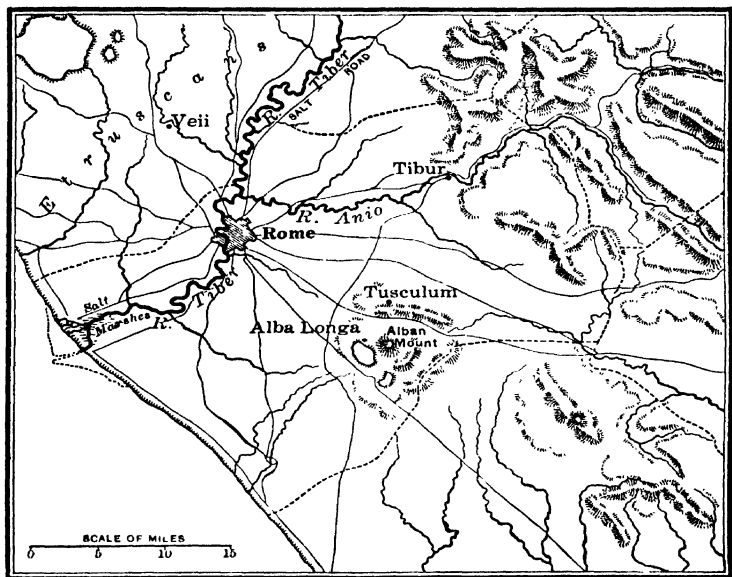 Etruscans
R. Tiber
SALT ROAD
Veii
Tibur
R. Anio
Rome
Tusculum
Salt
Marshes
R. Tiber
Alba Longa
Alban
Mount
SCALE OF MILES
0 5 10 15